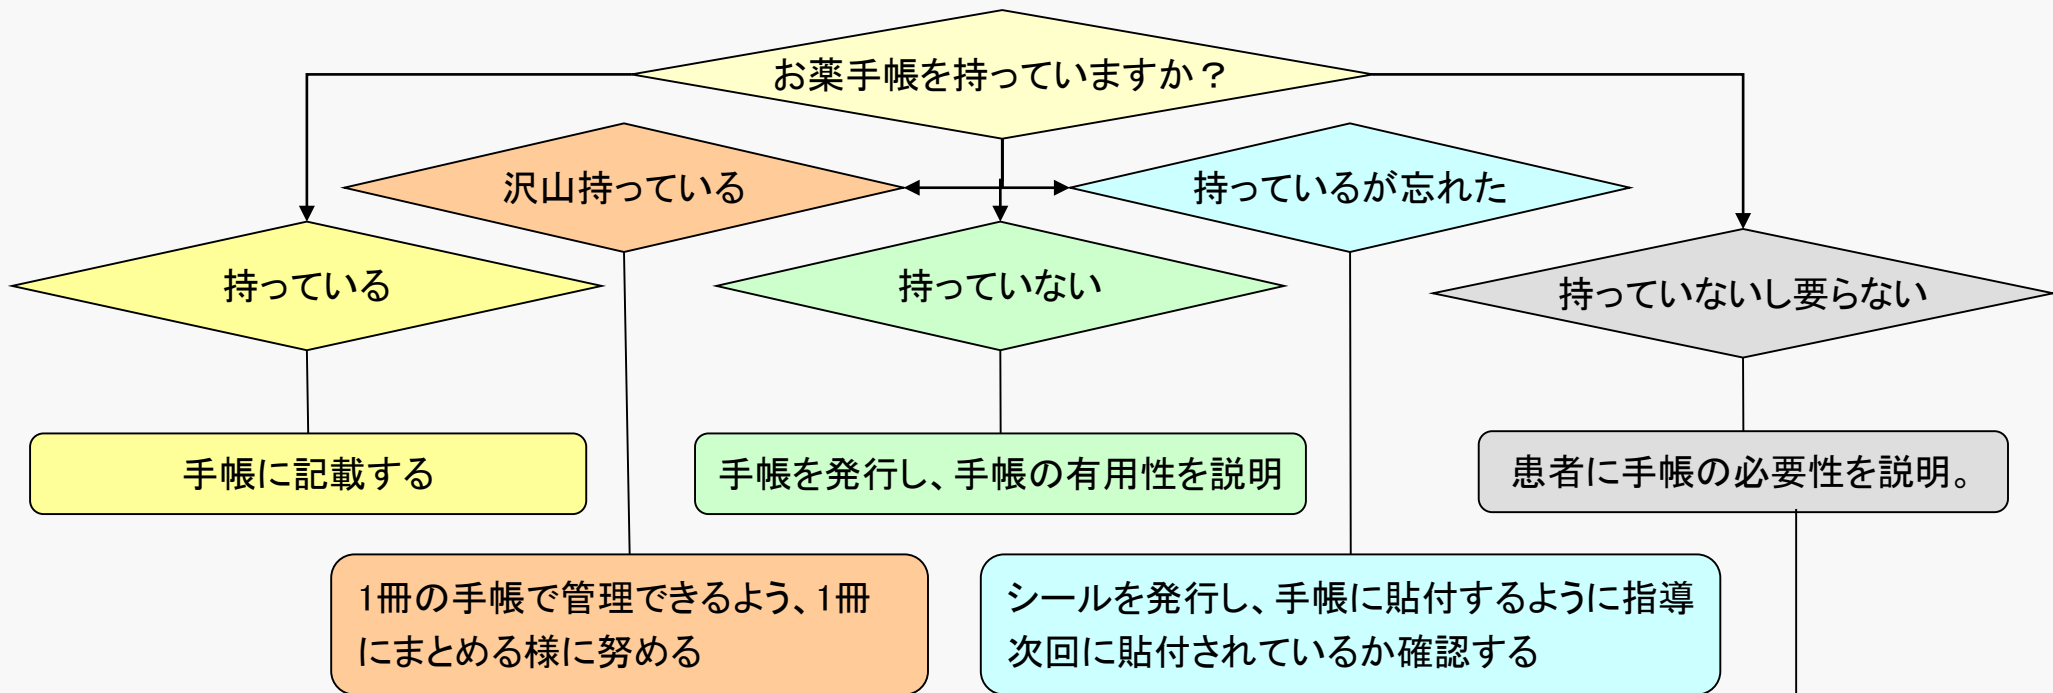 お薬手帳を持っていますか？
沢山持っている
持っているが忘れた
持っている
持っていない
持っていないし要らない
手帳に記載する
手帳を発行し、手帳の有用性を説明
患者に手帳の必要性を説明。
1冊の手帳で管理できるよう、1冊
にまとめる様に努める
シールを発行し、手帳に貼付するように指導
次回に貼付されているか確認する